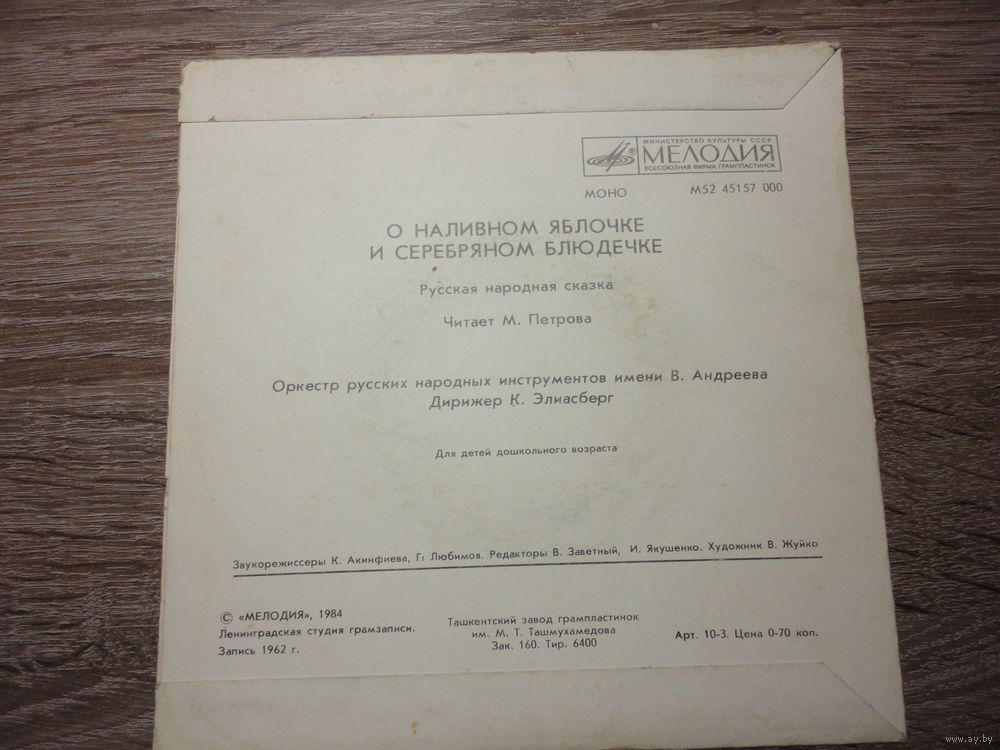 МИНИСТЕРСТВО КУЛЬТУРЫ СССР
МЕЛОДИЯ
ВСЕСОЮЗНАЯ ФИРМА ГРАМПЛАСТИНОК
МОНО М52 45157 000
О НАЛИВНОМ ЯБЛОЧКЕ
И СЕРЕБРЯНОМ БЛЮДЕЧКЕ
Русская народная сказка
Читает М. Петрова
Оркестр русских народных инструментов имени В. Андреева
Дирижер К. Элиасберг
Для детей дошкольного возраста
Звукорежиссеры К. Акинфиева, Г. Любимов. Редакторы В. Заветный, И. Якушенко. Художник В. Жуйко
© «МЕЛОДИЯ», 1984
Ленинградская студия грамзаписи.
Запись 1962 г.
Ташкентский завод грампластинок
им. М. Т. Ташмухамедова
Зак. 160. Тир. 6400
Арт. 10-3. Цена 0-70 коп.
www.ay.by